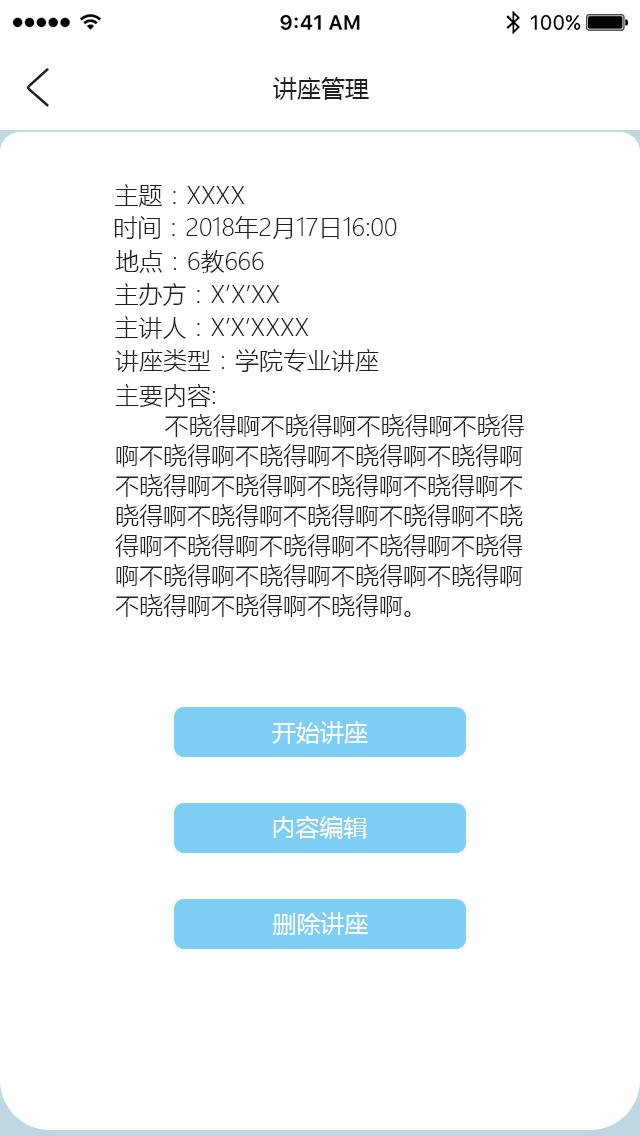 9:41 AM
100%
讲座管理
主题：XXXX
时间：2018年2月17日16:00
地点：6教666
主办方：X'X'XX
主讲人：X'X'XXXX
讲座类型：学院专业讲座
主要内容:
不晓得啊不晓得啊不晓得啊不晓得
啊不晓得啊不晓得啊不晓得啊不晓得啊
不晓得啊不晓得啊不晓得啊不晓得啊不
晓得啊不晓得啊不晓得啊不晓得啊不晓
得啊不晓得啊不晓得啊不晓得啊不晓得
啊不晓得啊不晓得啊不晓得啊不晓得啊
不晓得啊不晓得啊不晓得啊。
开始讲座
内容编辑
删除讲座